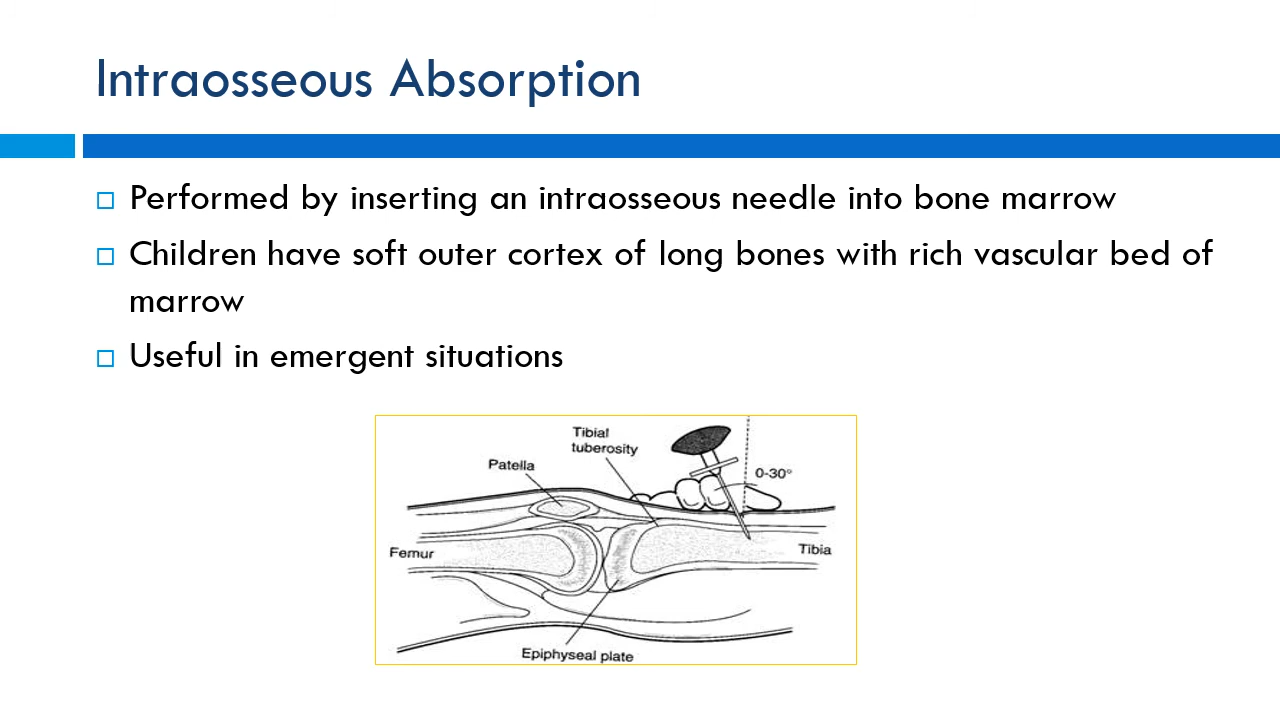 Intraosseous Absorption
Performed by inserting an intraosseous needle into bone marrow
Children have soft outer cortex of long bones with rich vascular bed of
marrow
Useful in emergent situations
Tibial
tuberosity
Patella
0-30°
Femur
Tibia
Epiphyseal plate